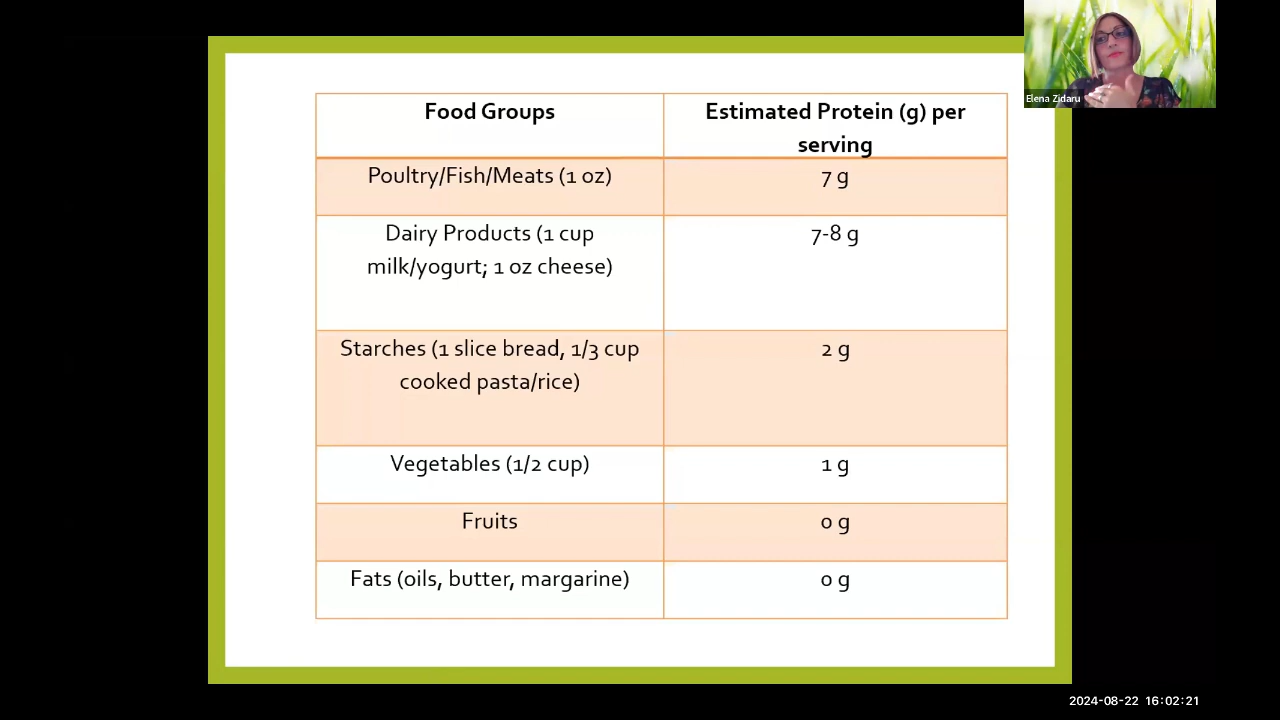 Elena Zidaru
Food Groups
Estimated Protein (g) per
serving
Poultry/Fish/Meats (1 oz)
7 g
Dairy Products (1 cup
milk/yogurt; 1 oz cheese)
7-8 g
Starches (1 slice bread, 1/3 cup
cooked pasta/rice)
2 g
Vegetables (1/2 cup)
1 g
Fruits
0 g
Fats (oils, butter, margarine)
0 g
2024-08-22 16:02:21